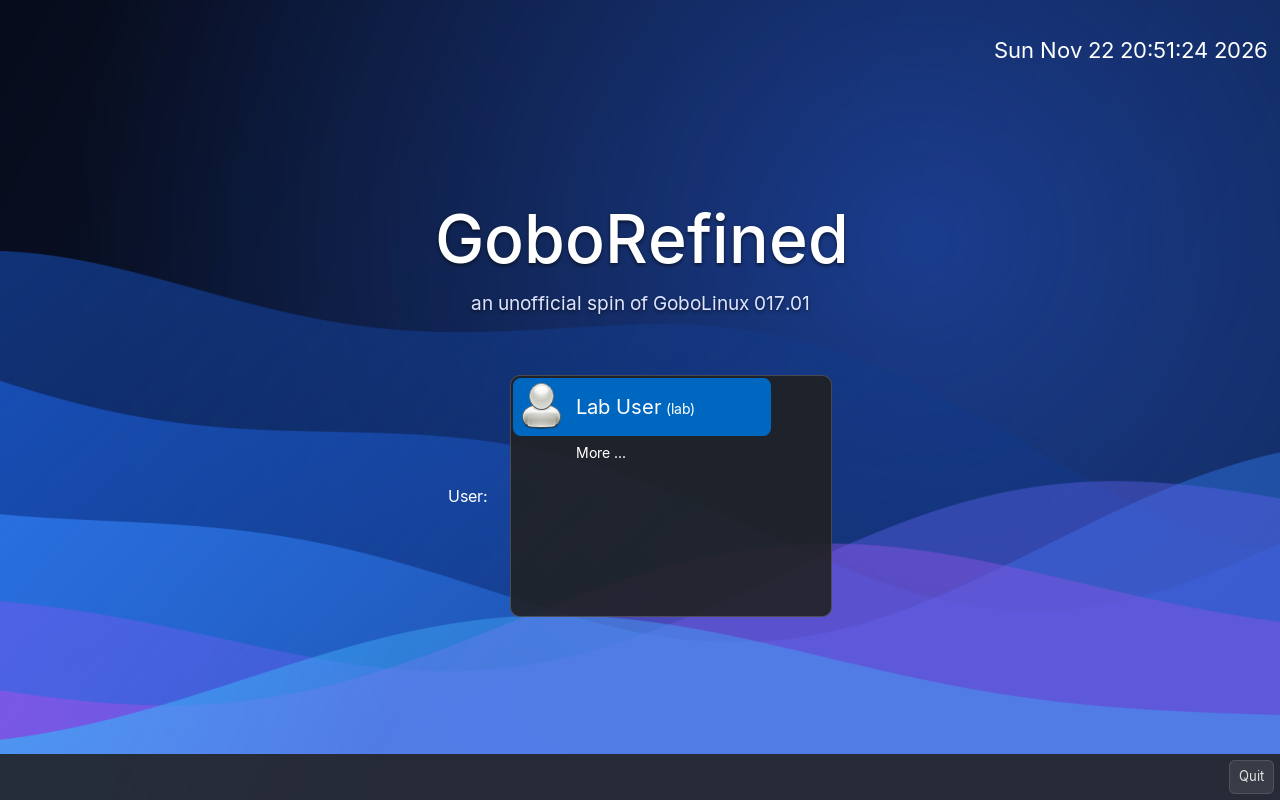 Sun Nov 22 20:51:24 2026
GoboRefined
an unofficial spin of GoboLinux 017.01
Lab User (lab)
More ...
User:
Quit